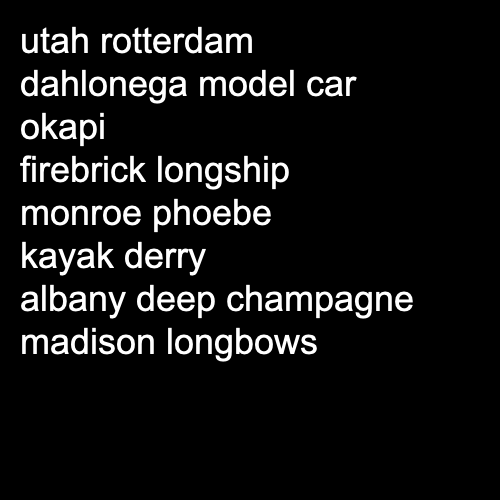 utah rotterdam
dahlonega model car
okapi
firebrick longship
monroe phoebe
kayak derry
albany deep champagne
madison longbows